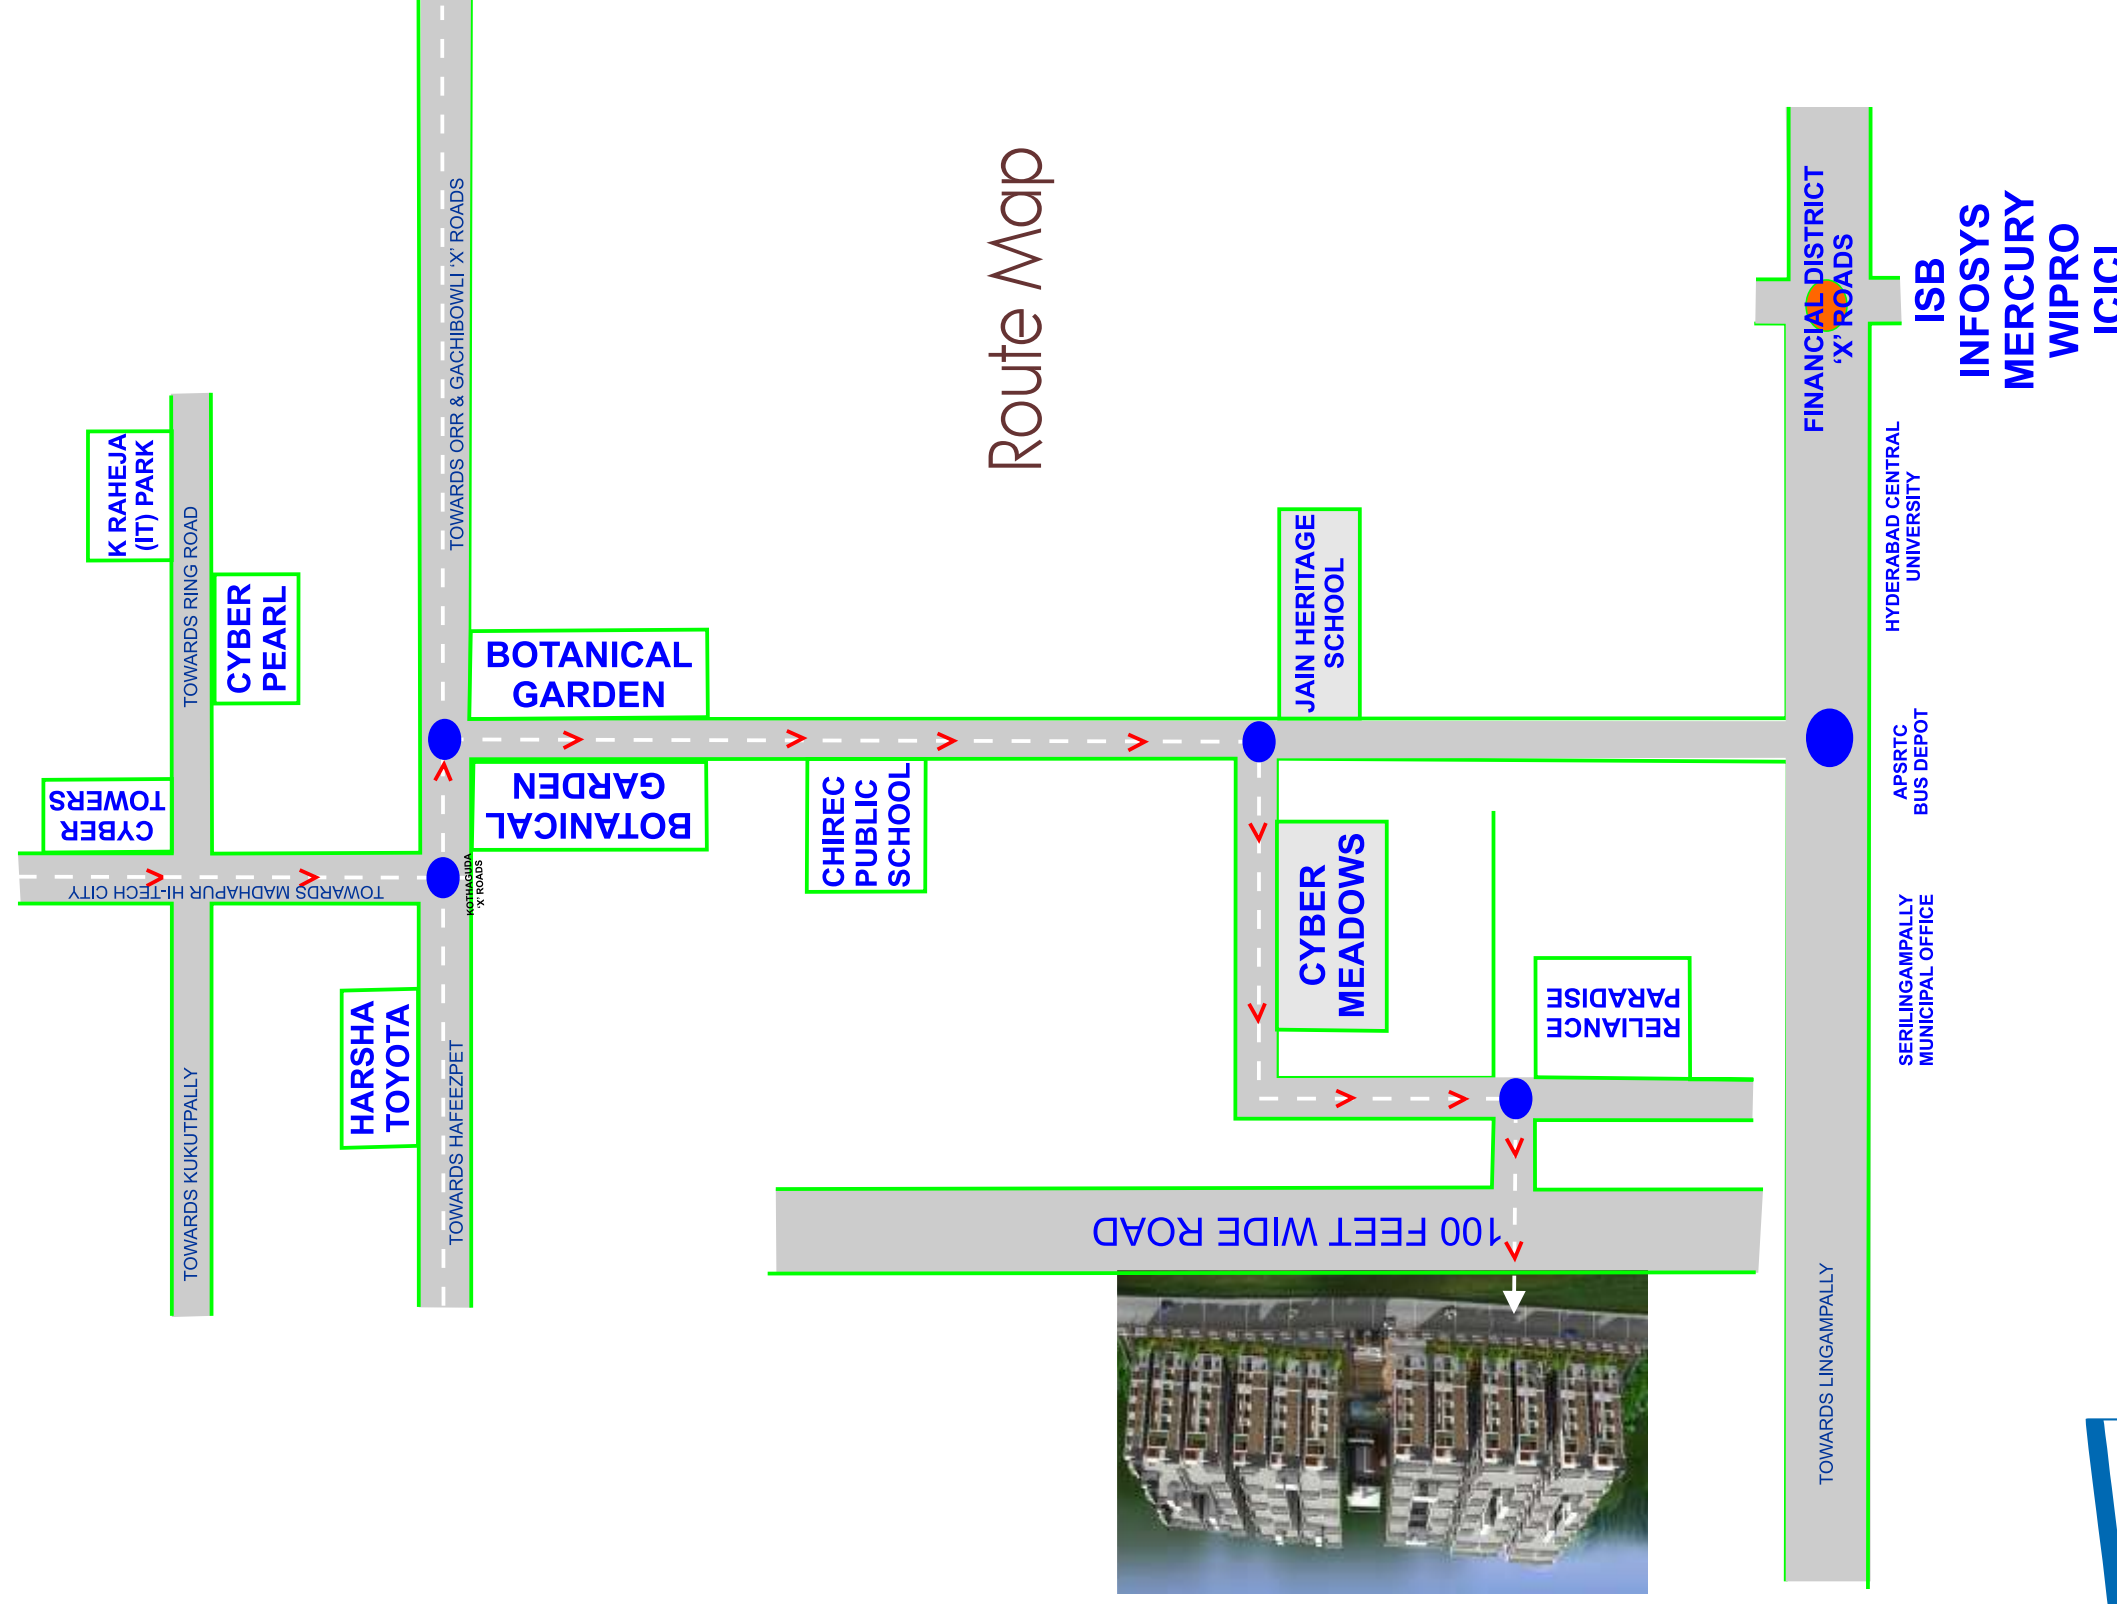 Route Map
K RAHEJA
(IT) PARK
TOWARDS RING ROAD
CYBER
PEARL
CYBER
TOWERS
TOWARDS MADHAPUR HI-TECH CITY
TOWARDS KUKUTPALLY
HARSHA
TOYOTA
TOWARDS HAFEEZPET
KOTHAGUDA
‘X’ ROADS
TOWARDS ORR & GACHIBOWLI ‘X’ ROADS
BOTANICAL
GARDEN
BOTANICAL
GARDEN
CHIREC
PUBLIC
SCHOOL
JAIN HERITAGE
SCHOOL
CYBER
MEADOWS
RELIANCE
PARADISE
100 FEET WIDE ROAD
FINANCIAL DISTRICT
‘X’ ROADS
ISB
INFOSYS
MERCURY
WIPRO
ICICI
HYDERABAD CENTRAL
UNIVERSITY
APSRTC
BUS DEPOT
SERILINGAMPALLY
MUNICIPAL OFFICE
TOWARDS LINGAMPALLY